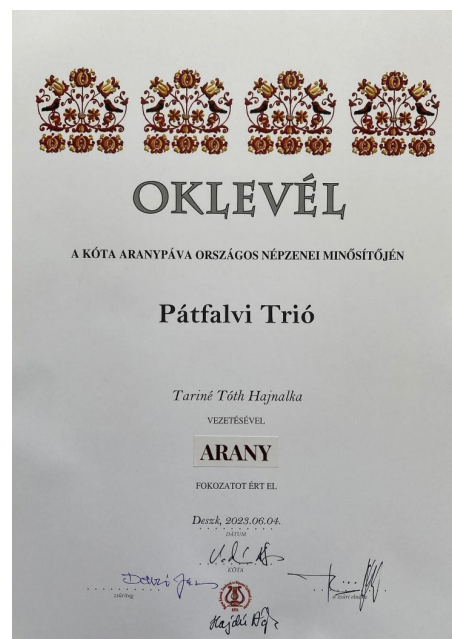 OKLEVÉL
A KÓTA ARANYPÁVA ORSZÁGOS NÉPZENEI MINŐSÍTŐJÉN
Pátfalvi Trió
Tariné Tóth Hajnalka
VEZETÉSÉVEL
ARANY
FOKOZATOT ÉRT EL
Deszk, 2023.06.04.
DÁTUM
KÓTA